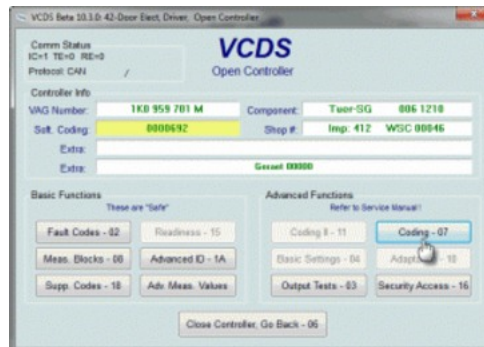 VCDS Beta 10.3.0: 42-Door Elect, Driver, Open Controller
Comm Status
IC=1 TE=0 RE=0
Protocol: CAN /
VCDS
Open Controller
Controller Info
VAG Number: 1K0 959 701 M Component: Tuer-SG 006 1210
Soft. Coding: 0000692 Shop #: Imp: 412 WSC 00046
Extra:
Extra: Geraet 00000
Basic Functions
These are "Safe"
Advanced Functions
Refer to Service Manual!
Fault Codes - 02 Readiness - 15 Coding II - 11 Coding - 07
Meas. Blocks - 08 Advanced ID - 1A Basic Settings - 04 - 10
Supp. Codes - 18 Adv. Meas. Values Output Tests - 03 Security Access - 16
Close Controller, Go Back - 06